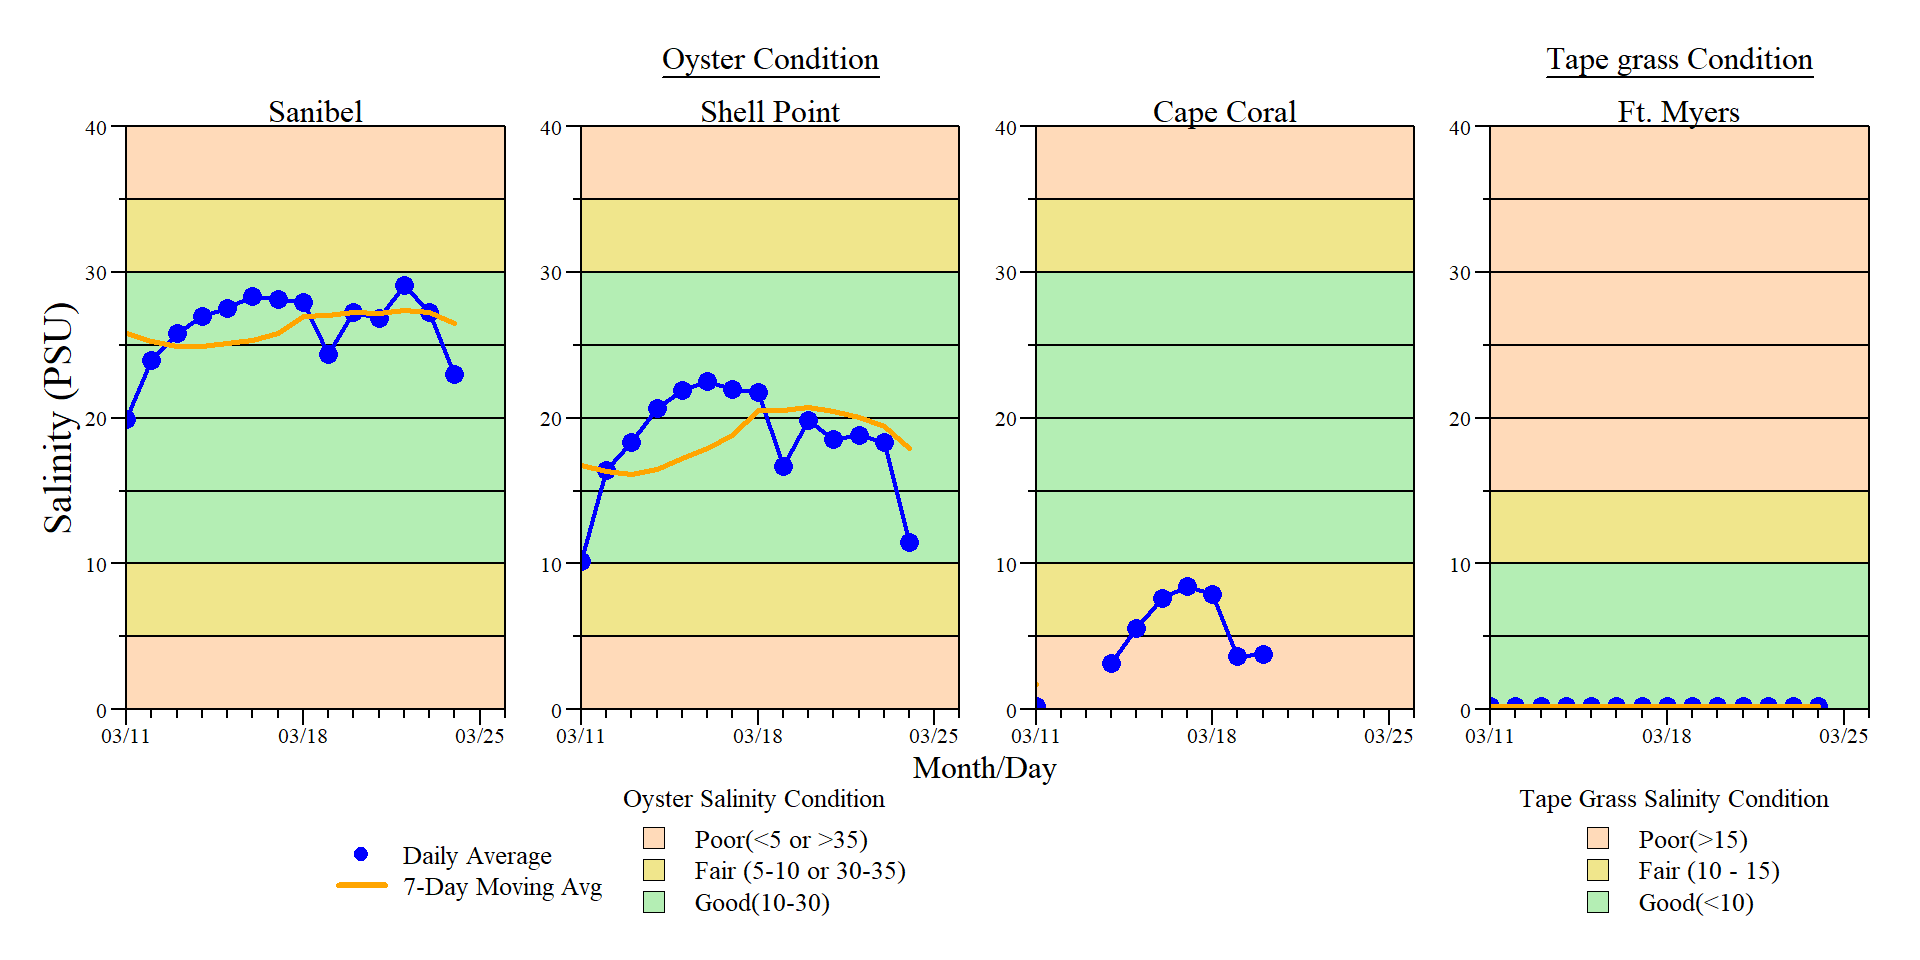 Oyster Condition
Tape grass Condition
Sanibel
Shell Point
Cape Coral
Ft. Myers
Salinity (PSU)
40
30
20
10
0
03/11
03/18
03/25
40
30
20
10
0
03/11
03/18
03/25
40
30
20
10
0
03/11
03/18
03/25
40
30
20
10
0
03/11
03/18
03/25
Month/Day
Daily Average
7-Day Moving Avg
Oyster Salinity Condition
Poor(<5 or >35)
Fair (5-10 or 30-35)
Good(10-30)
Tape Grass Salinity Condition
Poor(>15)
Fair (10 - 15)
Good(<10)